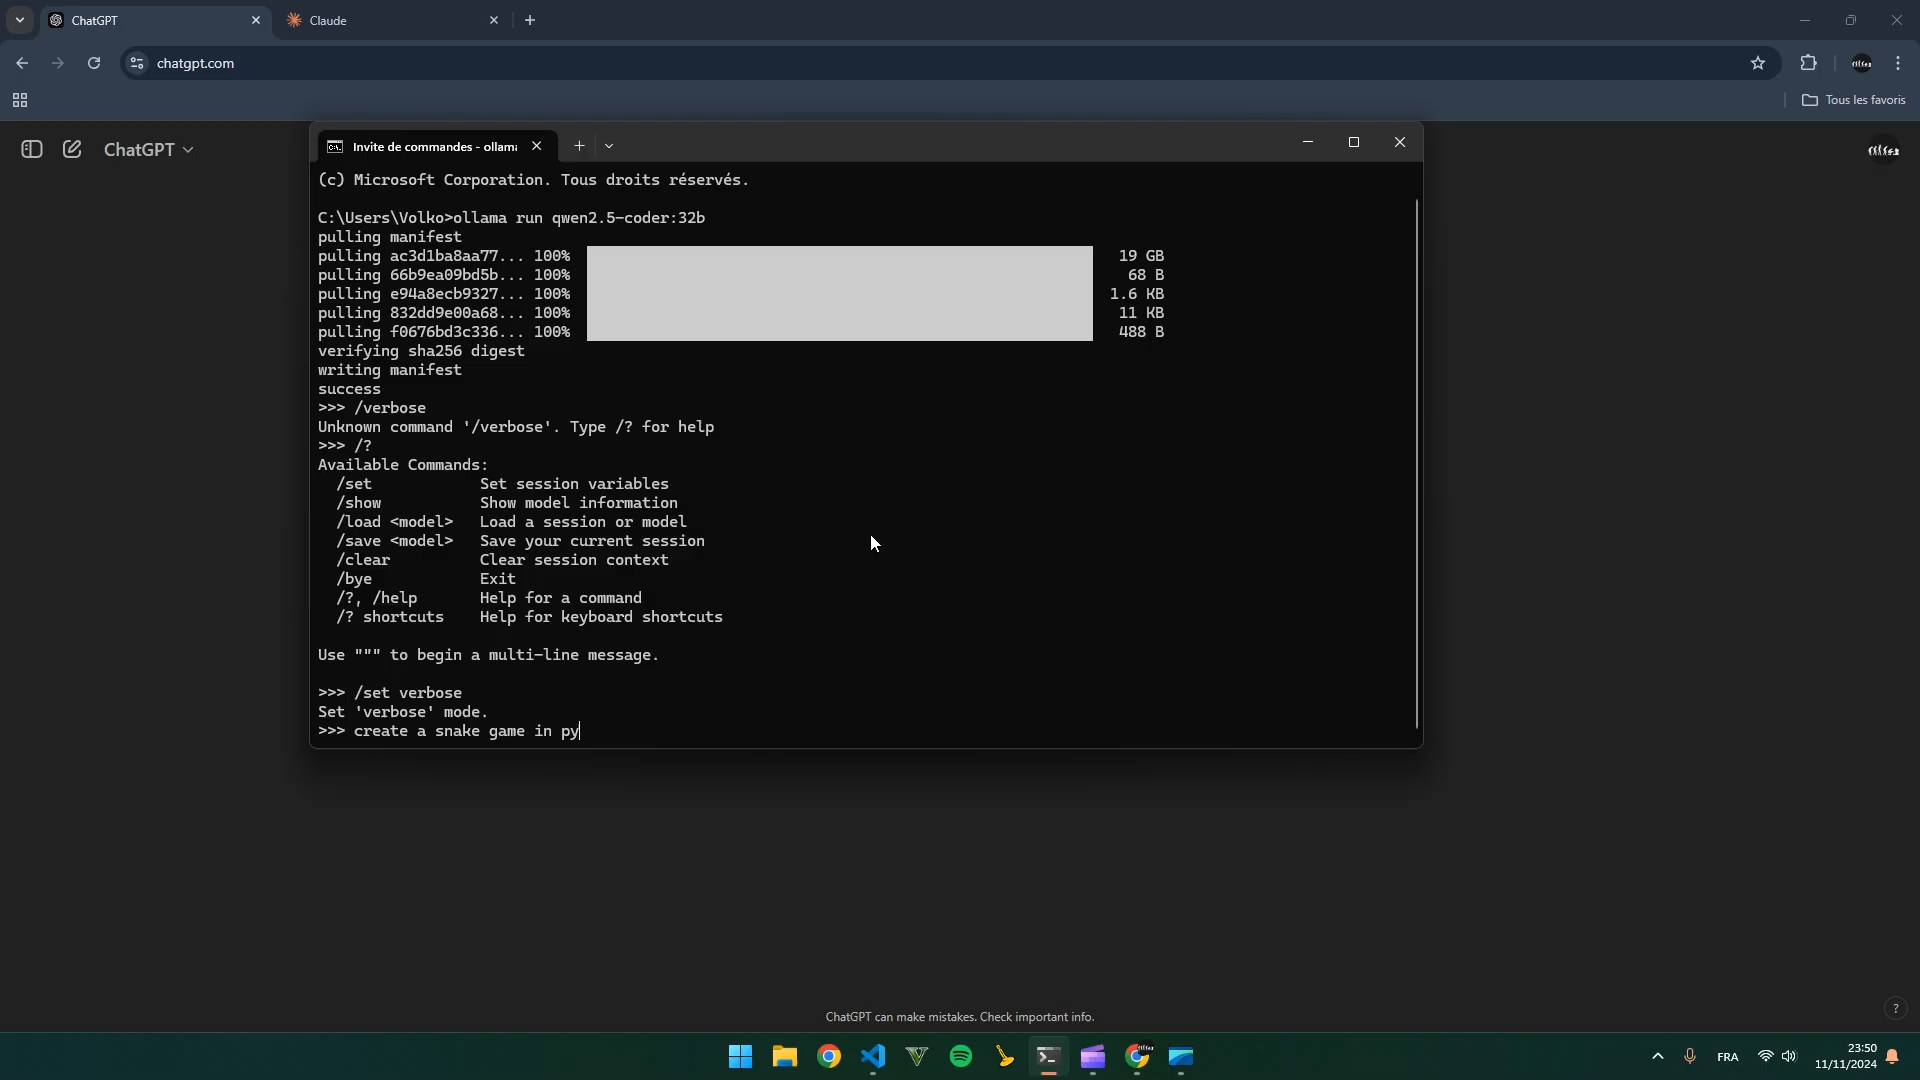 ChatGPT
Claude
chatgpt.com
Tous les favoris
ChatGPT
Invite de commandes - ollama
(c) Microsoft Corporation. Tous droits réservés.
C:\Users\Volko>ollama run qwen2.5-coder:32b
pulling manifest
pulling ac3d1ba8aa77... 100% 19 GB
pulling 66b9ea09bd5b... 100% 68 B
pulling e94a8ecb9327... 100% 1.6 KB
pulling 832dd9e00a68... 100% 11 KB
pulling f0676bd3c336... 100% 488 B
verifying sha256 digest
writing manifest
success
>>> /verbose
Unknown command '/verbose'. Type /? for help
>>> /?
Available Commands:
/set Set session variables
/show Show model information
/load <model> Load a session or model
/save <model> Save your current session
/clear Clear session context
/bye Exit
/?, /help Help for a command
/? shortcuts Help for keyboard shortcuts
Use """ to begin a multi-line message.
>>> /set verbose
Set 'verbose' mode.
>>> create a snake game in py
ChatGPT can make mistakes. Check important info.
?
FRA
23:50
11/11/2024